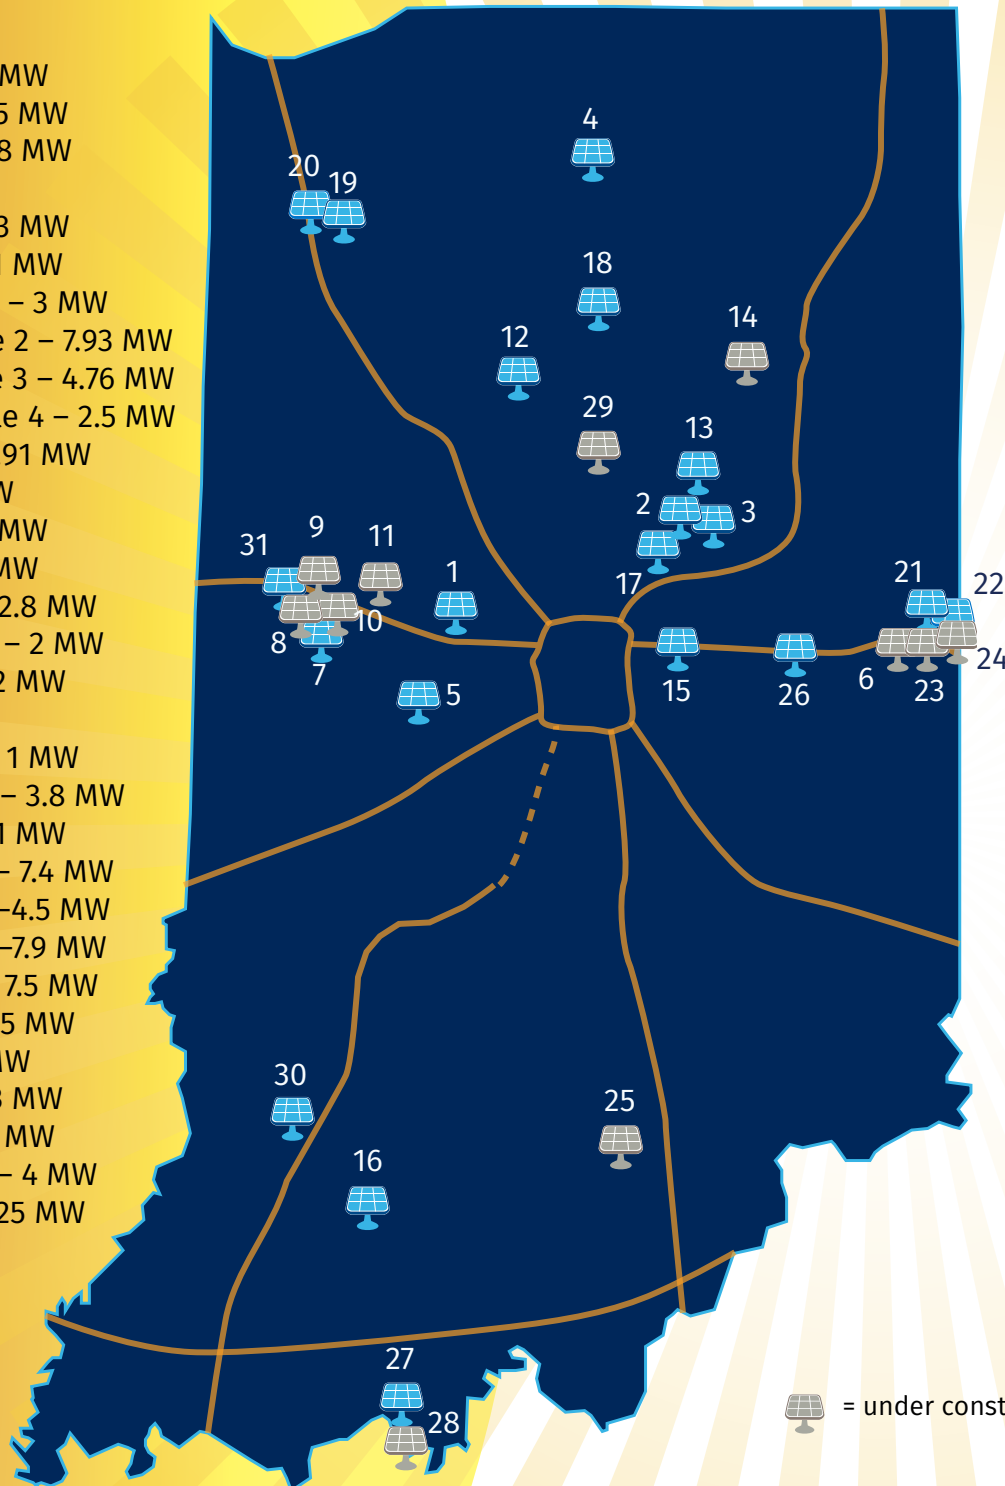 MW
5 MW
8 MW
3 MW
1 MW
– 3 MW
e 2 – 7.93 MW
e 3 – 4.76 MW
le 4 – 2.5 MW
91 MW
W
MW
MW
2.8 MW
– 2 MW
2 MW
1 MW
– 3.8 MW
1 MW
– 7.4 MW
–4.5 MW
–7.9 MW
7.5 MW
5 MW
MW
3 MW
MW
– 4 MW
25 MW
4
20
19
18
14
12
29
13
2
3
9
11
31
1
17
21
22
10
8
7
5
15
26
6
23
24
30
25
16
27
28
= under const